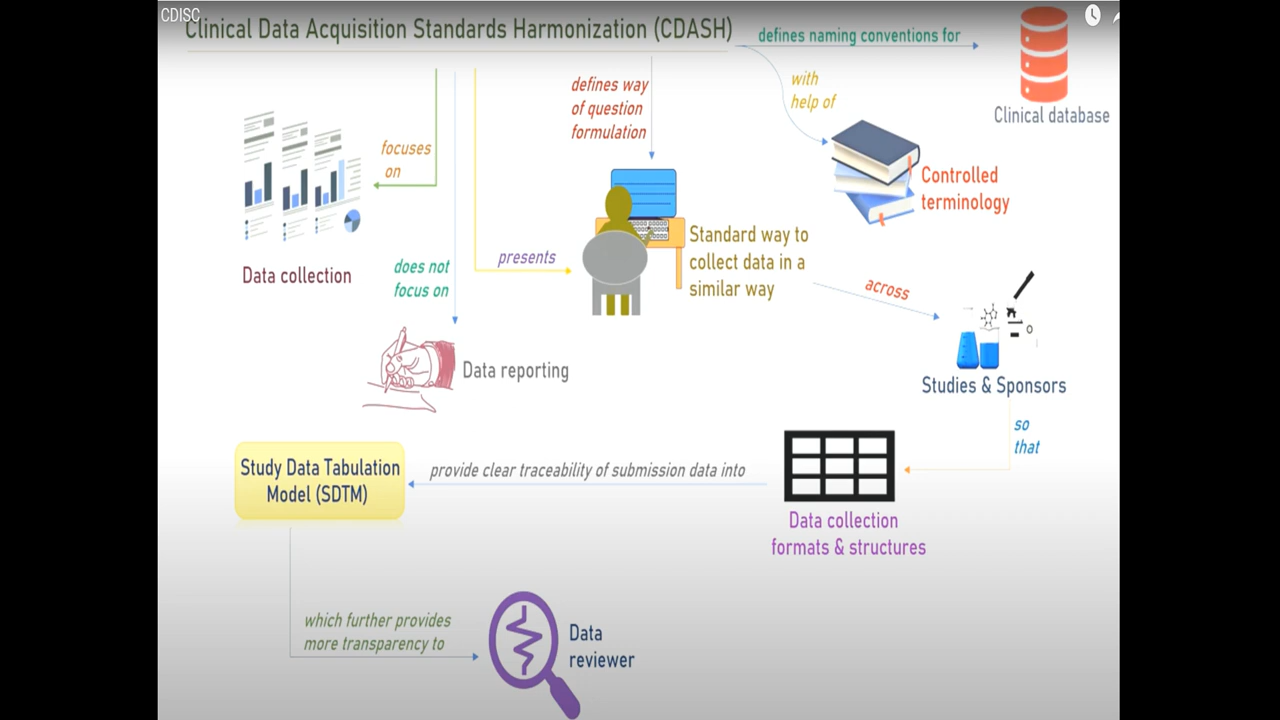 CDISC
Clinical Data Acquisition Standards Harmonization (CDASH)
defines naming conventions for
Clinical database
with
help of
Controlled
terminology
defines way
of question
formulation
focuses
on
Data collection
does not
focus on
Data reporting
presents
Standard way to
collect data in a
similar way
across
Studies & Sponsors
so
that
Data collection
formats & structures
provide clear traceability of submission data into
Study Data Tabulation
Model (SDTM)
which further provides
more transparency to
Data
reviewer